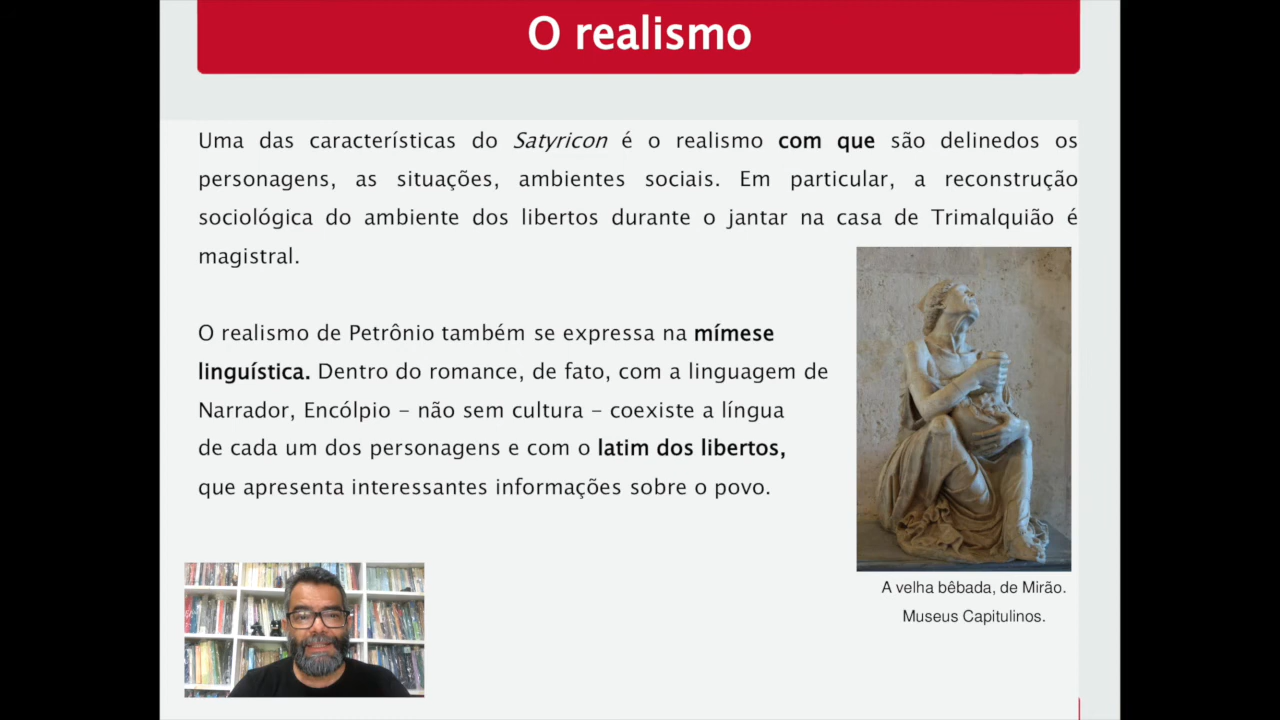 O realismo
Uma das características do Satyricon é o realismo com que são delinedos os
personagens, as situações, ambientes sociais. Em particular, a reconstrução
sociológica do ambiente dos libertos durante o jantar na casa de Trimalquião é
magistral.
O realismo de Petrônio também se expressa na mímese
linguística. Dentro do romance, de fato, com a linguagem de
Narrador, Encólpio – não sem cultura – coexiste a língua
de cada um dos personagens e com o latim dos libertos,
que apresenta interessantes informações sobre o povo.
A velha bêbada, de Mirão.
Museus Capitulinos.